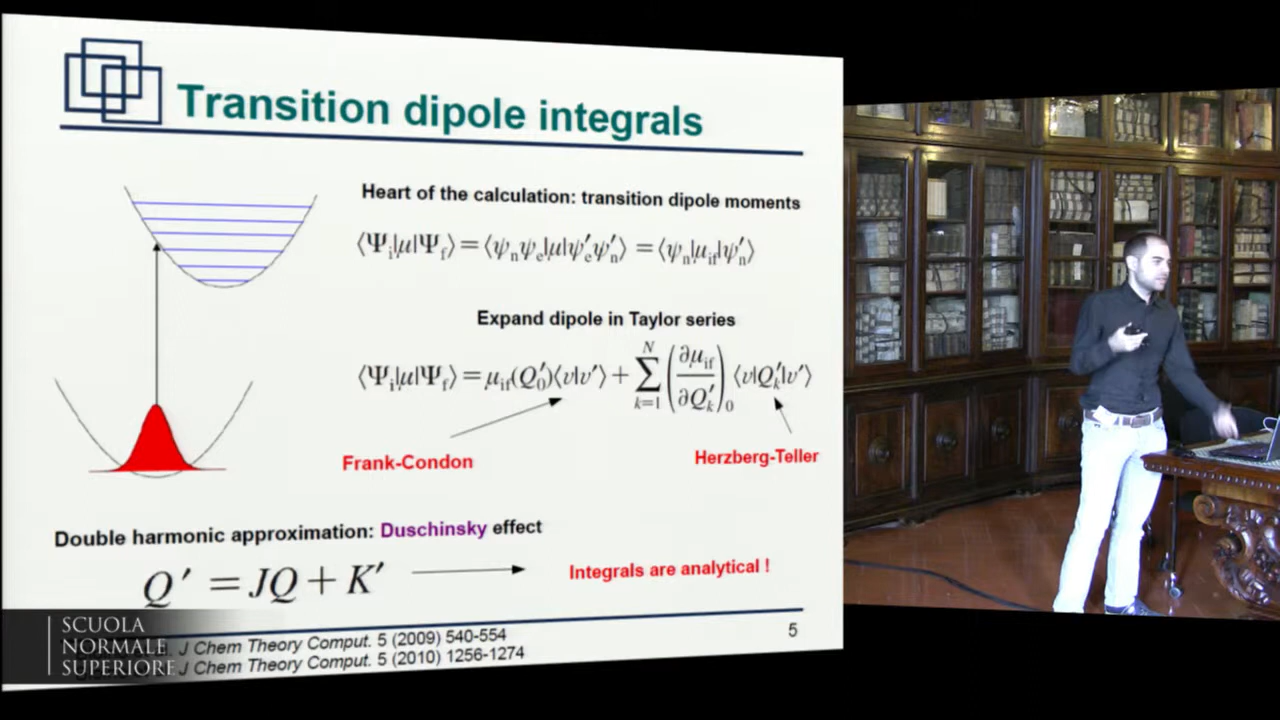 Transition dipole integrals
Heart of the calculation: transition dipole moments
⟨Ψi|μ|Ψf⟩ = ⟨ψnψe|μ|ψ′eψ′n⟩ = ⟨ψn|μif|ψ′n⟩
Expand dipole in Taylor series
⟨Ψi|μ|Ψf⟩ = μif(Q′0)⟨v|v′⟩ + ∑k=1N (∂μif/∂Q′k)0 ⟨v|Q′k|v′⟩
Frank-Condon
Herzberg-Teller
Double harmonic approximation: Duschinsky effect
Q′ = JQ + K′
Integrals are analytical !
J Chem Theory Comput. 5 (2009) 540-554
J Chem Theory Comput. 5 (2010) 1256-1274
5
SCUOLA
NORMALE
SUPERIORE